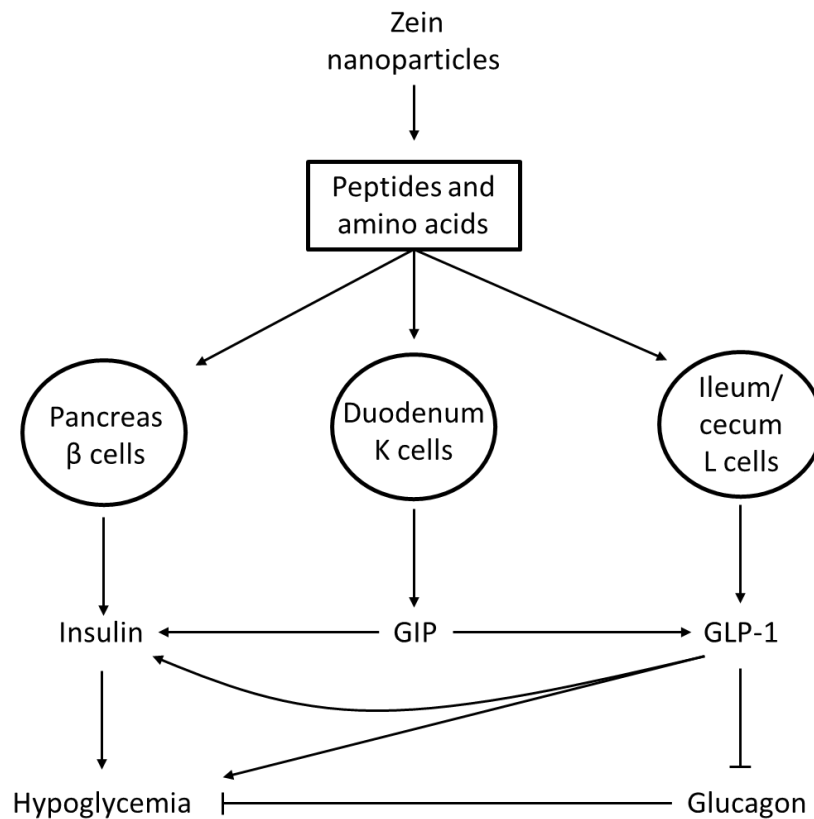 Zein
nanoparticles
Peptides and
amino acids
Pancreas
β cells
Duodenum
K cells
Ileum/
cecum
L cells
Insulin
GIP
GLP-1
Hypoglycemia
Glucagon